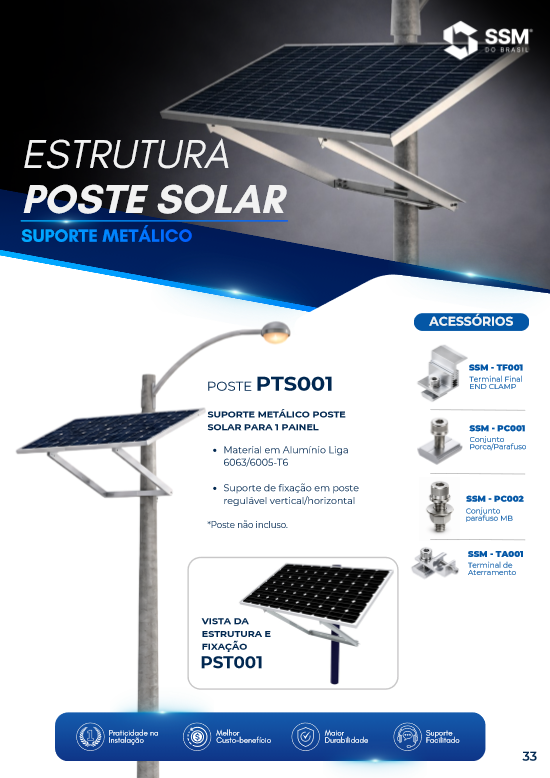 SSM
DO BRASIL
ESTRUTURA
POSTE SOLAR
SUPORTE METÁLICO
POSTE PTS001
SUPORTE METÁLICO POSTE
SOLAR PARA 1 PAINEL
• Material em Alumínio Liga
6063/6005-T6
• Suporte de fixação em poste
regulável vertical/horizontal
*Poste não incluso.
ACESSÓRIOS
SSM - TF001
Terminal Final
END CLAMP
SSM - PC001
Conjunto
Porca/Parafuso
SSM - PC002
Conjunto
parafuso MB
SSM - TA001
Terminal de
Aterramento
VISTA DA
ESTRUTURA E
FIXAÇÃO
PST001
1
Praticidade na
Instalação
Melhor
Custo-benefício
Maior
Durabilidade
Suporte
Facilitado
33